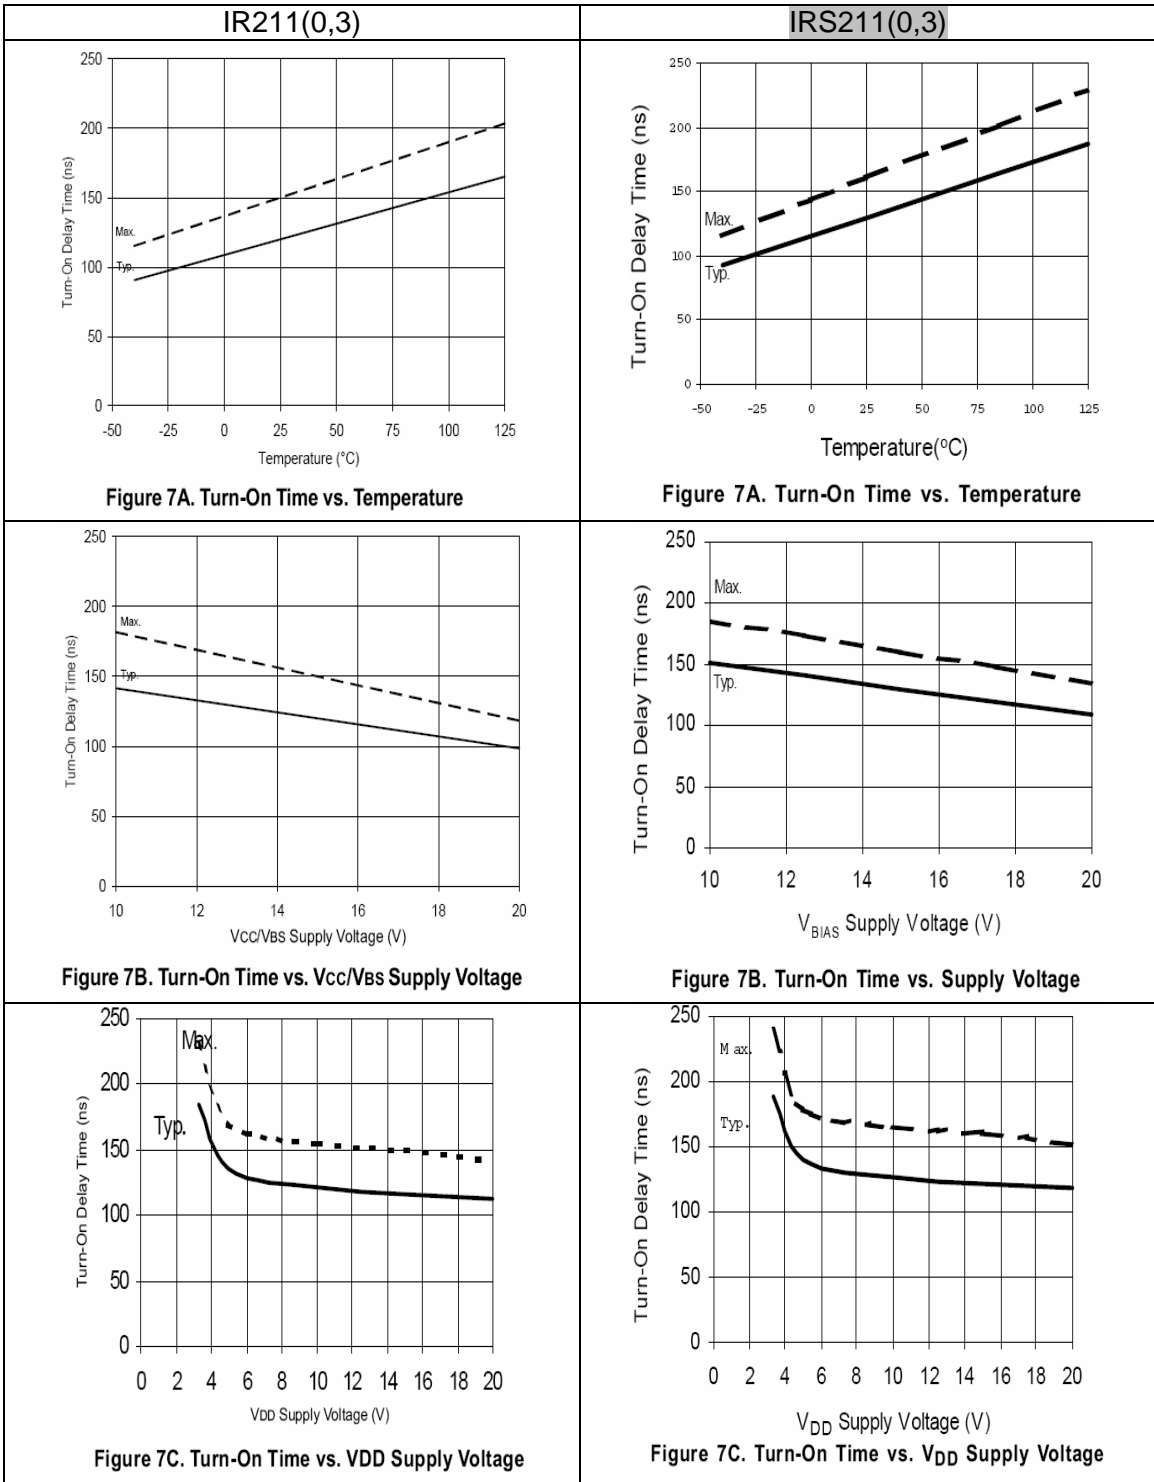 IR211(0,3)
IRS211(0,3)
250
200
150
100
50
0
Turn-On Delay Time (ns)
Max.
Typ.
-50 -25 0 25 50 75 100 125
Temperature (°C)
Figure 7A. Turn-On Time vs. Temperature
250
200
150
100
50
0
Turn-On Delay Time (ns)
Max.
Typ.
-50 -25 0 25 50 75 100 125
Temperature(°C)
Figure 7A. Turn-On Time vs. Temperature
250
200
150
100
50
0
Turn-On Delay Time (ns)
Max.
Typ.
10 12 14 16 18 20
VCC/VBS Supply Voltage (V)
Figure 7B. Turn-On Time vs. VCC/VBS Supply Voltage
250
200
150
100
50
0
Turn-On Delay Time (ns)
Max.
Typ.
10 12 14 16 18 20
VBIAS Supply Voltage (V)
Figure 7B. Turn-On Time vs. Supply Voltage
250
200
150
100
50
0
Turn-On Delay Time (ns)
Max.
Typ.
0 2 4 6 8 10 12 14 16 18 20
VDD Supply Voltage (V)
Figure 7C. Turn-On Time vs. VDD Supply Voltage
250
200
150
100
50
0
Turn-On Delay Time (ns)
Max.
Typ.
0 2 4 6 8 10 12 14 16 18 20
VDD Supply Voltage (V)
Figure 7C. Turn-On Time vs. VDD Supply Voltage